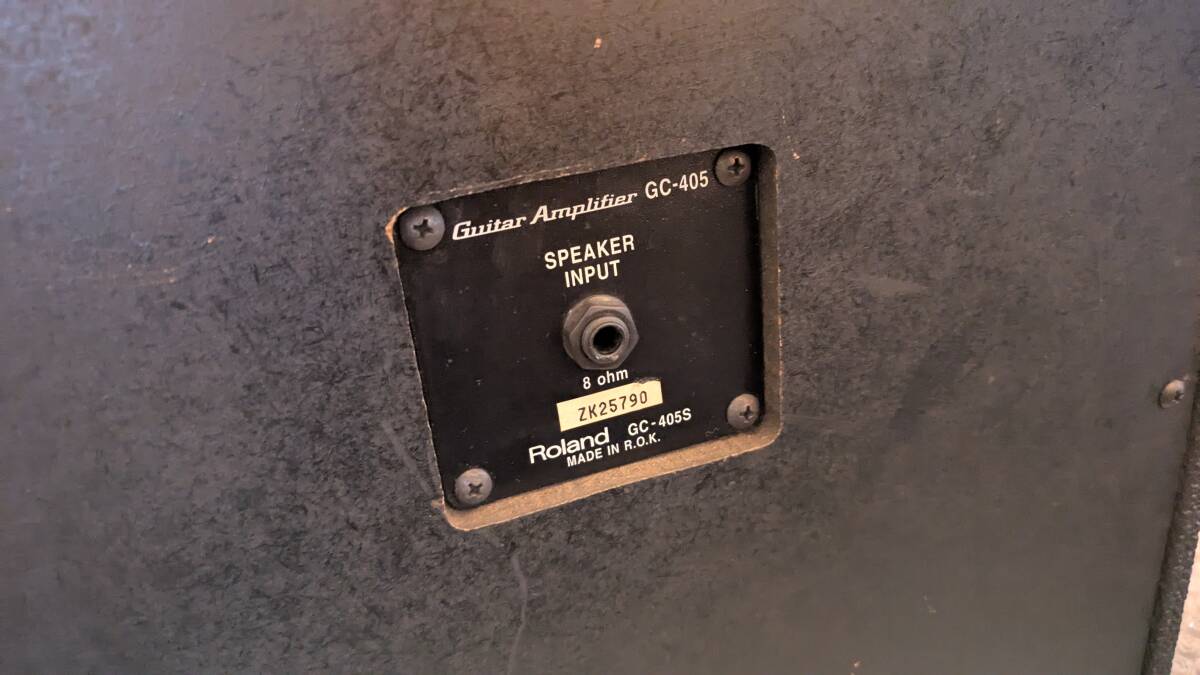 Guitar Amplifier GC-405
SPEAKER
INPUT
8 ohm
ZK25790
Roland GC-405S
MADE IN R.O.K.